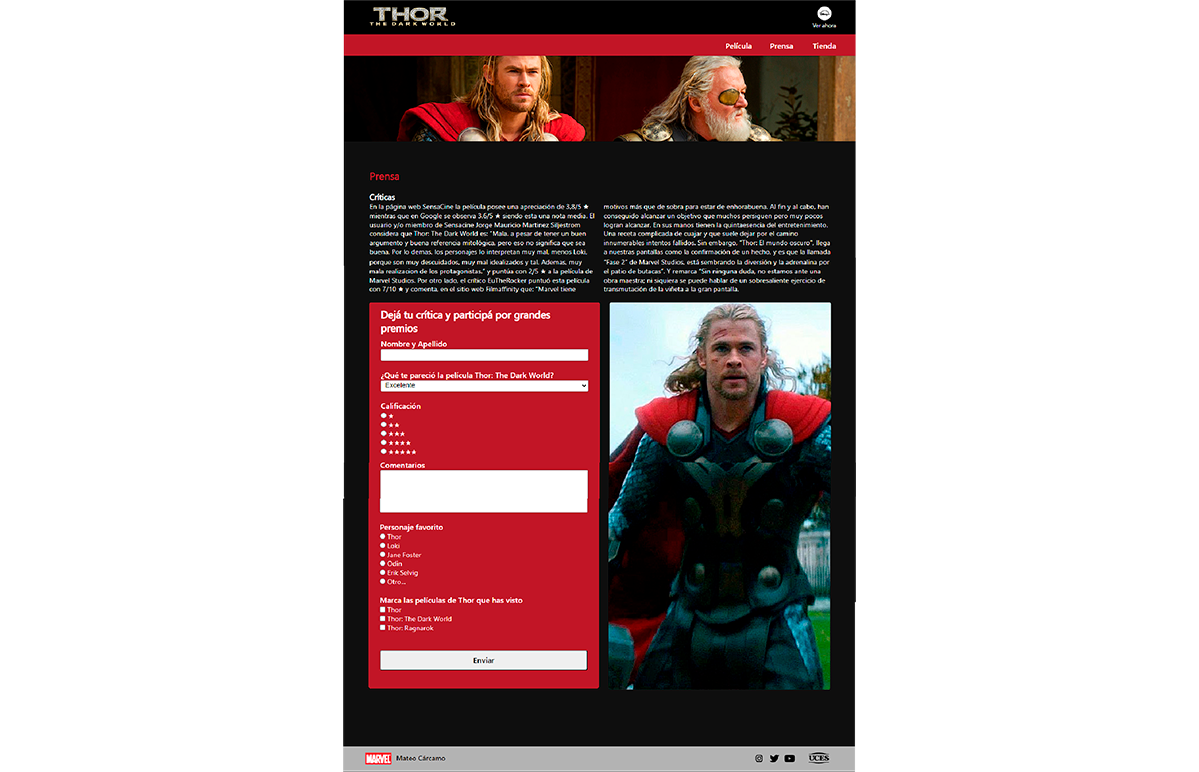 THOR
THE DARK WORLD
Ver ahora
Película Prensa Tienda
Prensa
Críticas
En la página web SensaCine la película posee una apreciación de 3,8/5 ★
mientras que en Google se observa 3.6/5 ★ siendo esta una nota media. El
usuario y/o miembro de Sensacine Jorge Mauricio Martinez Siljestrom
considera que Thor: The Dark World es: "Mala, a pesar de tener un buen
argumento y buena referencia mitológica, pero eso no significa que sea
buena. Por lo demas, los personajes lo interpretan muy mal, menos Loki,
porque son muy descuidados, muy mal idealizados y tal. Ademas, muy
mala realizacion de los protagonistas." y puntúa con 2/5 ★ a la película de
Marvel Studios. Por otro lado, el crítico EuTheRocker puntuó esta película
con 7/10 ★ y comenta, en el sitio web Filmaffinity que: "Marvel tiene
motivos más que de sobra para estar de enhorabuena. Al fin y al cabo, han
conseguido alcanzar un objetivo que muchos persiguen pero muy pocos
logran alcanzar. En sus manos tienen la quintaesencia del entretenimiento.
Una receta complicada de cuajar y que suele dejar por el camino
innumerables intentos fallidos. Sin embargo, "Thor: El mundo oscuro", llega
a nuestras pantallas como la confirmación de un hecho, y es que la llamada
"Fase 2" de Marvel Studios, está sembrando la diversión y la adrenalina por
el patio de butacas". Y remarca "Sin ninguna duda, no estamos ante una
obra maestra; ni siquiera se puede hablar de un sobresaliente ejercicio de
transmutación de la viñeta a la gran pantalla.
Dejá tu crítica y participá por grandes
premios
Nombre y Apellido
¿Qué te pareció la película Thor: The Dark World?
Excelente
Calificación
★
★★
★★★
★★★★
★★★★★
Comentarios
Personaje favorito
Thor
Loki
Jane Foster
Odín
Erik Selvig
Otro...
Marca las películas de Thor que has visto
Thor
Thor: The Dark World
Thor: Ragnarok
Enviar
MARVEL Mateo Cárcamo UCES